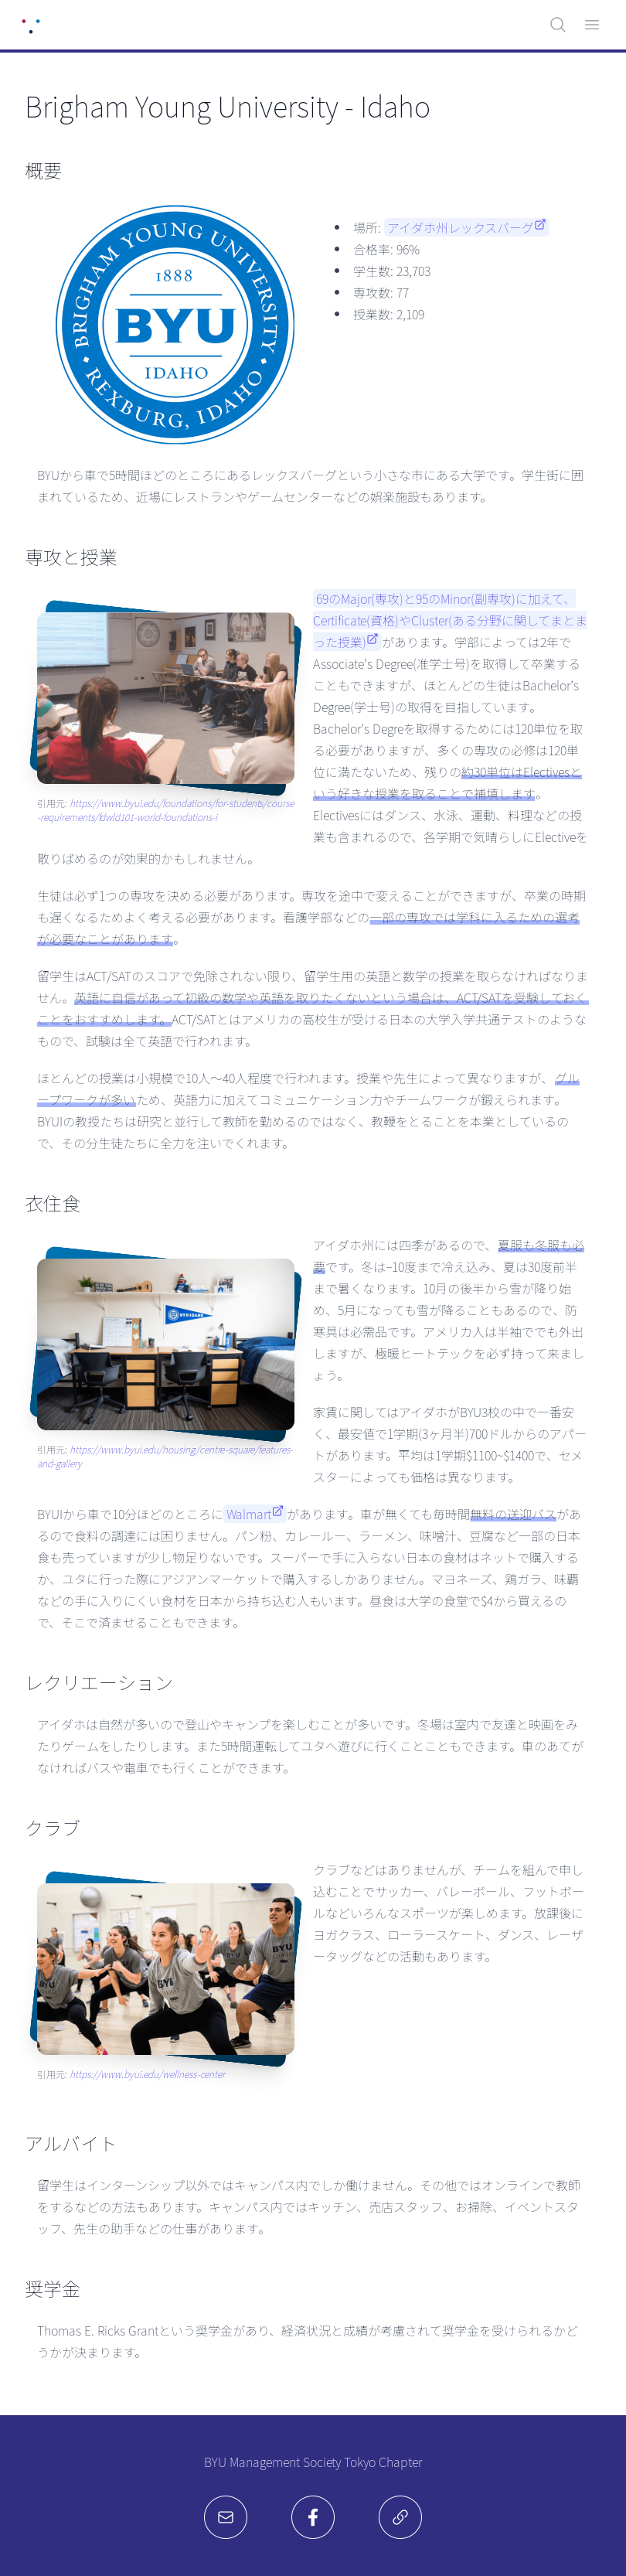 Brigham Young University - Idaho
概要
BRIGHAM YOUNG UNIVERSITY
1888
BYU
IDAHO
REXBURG, IDAHO
場所: アイダホ州レックスバーグ
合格率: 96%
学生数: 23,703
専攻数: 77
授業数: 2,109
BYUから車で5時間ほどのところにあるレックスバーグという小さな市にある大学です。学生街に囲
まれているため、近場にレストランやゲームセンターなどの娯楽施設もあります。
専攻と授業
69のMajor(専攻)と95のMinor(副専攻)に加えて、
Certificate(資格)やCluster(ある分野に関してまとま
った授業)があります。学部によっては2年で
Associate's Degree(准学士号)を取得して卒業する
こともできますが、ほとんどの生徒はBachelor's
Degree(学士号)の取得を目指しています。
Bachelor's Degreeを取得するためには120単位を取
る必要がありますが、多くの専攻の必修は120単
位に満たないため、残りの約30単位はElectivesと
いう好きな授業を取ることで補填します。
Electivesにはダンス、水泳、運動、料理などの授
業も含まれるので、各学期で気晴らしにElectiveを
散りばめるのが効果的かもしれません。
引用元: https://www.byui.edu/foundations/for-students/course
-requirements/fdwld101-world-foundations-i
生徒は必ず1つの専攻を決める必要があります。専攻を途中で変えることができますが、卒業の時期
も遅くなるためよく考える必要があります。看護学部などの一部の専攻では学科に入るための選考
が必要なことがあります。
留学生はACT/SATのスコアで免除されない限り、留学生用の英語と数学の授業を取らなければなりま
せん。英語に自信があって初級の数学や英語を取りたくないという場合は、ACT/SATを受験しておく
ことをおすすめします。ACT/SATとはアメリカの高校生が受ける日本の大学入学共通テストのような
もので、試験は全て英語で行われます。
ほとんどの授業は小規模で10人〜40人程度で行われます。授業や先生によって異なりますが、グル
ープワークが多いため、英語力に加えてコミュニケーション力やチームワークが鍛えられます。
BYUIの教授たちは研究と並行して教師を勤めるのではなく、教鞭をとることを本業としているの
で、その分生徒たちに全力を注いでくれます。
衣住食
BYU-IDAHO
アイダホ州には四季があるので、夏服も冬服も必
要です。冬は−10度まで冷え込み、夏は30度前半
まで暑くなります。10月の後半から雪が降り始
め、5月になっても雪が降ることもあるので、防
寒具は必需品です。アメリカ人は半袖ででも外出
しますが、極暖ヒートテックを必ず持って来まし
ょう。
家賃に関してはアイダホがBYU3校の中で一番安
く、最安値で1学期(3ヶ月半)700ドルからのアパー
トがあります。平均は1学期$1100~$1400で、セメ
スターによっても価格は異なります。
引用元: https://www.byui.edu/housing/centre-square/features-
and-gallery
BYUIから車で10分ほどのところにWalmartがあります。車が無くても毎時間無料の送迎バスがあ
るので食料の調達には困りません。パン粉、カレールー、ラーメン、味噌汁、豆腐など一部の日本
食も売っていますが少し物足りないです。スーパーで手に入らない日本の食材はネットで購入する
か、ユタに行った際にアジアンマーケットで購入するしかありません。マヨネーズ、鶏ガラ、味覇
などの手に入りにくい食材を日本から持ち込む人もいます。昼食は大学の食堂で$4から買えるの
で、そこで済ませることもできます。
レクリエーション
アイダホは自然が多いので登山やキャンプを楽しむことが多いです。冬場は室内で友達と映画をみ
たりゲームをしたりします。また5時間運転してユタへ遊びに行くことこともできます。車のあてが
なければバスや電車でも行くことができます。
クラブ
クラブなどはありませんが、チームを組んで申し
込むことでサッカー、バレーボール、フットボー
ルなどいろんなスポーツが楽しめます。放課後に
ヨガクラス、ローラースケート、ダンス、レーザ
ータッグなどの活動もあります。
引用元: https://www.byui.edu/wellness-center
アルバイト
留学生はインターンシップ以外ではキャンパス内でしか働けません。その他ではオンラインで教師
をするなどの方法もあります。キャンパス内ではキッチン、売店スタッフ、お掃除、イベントスタ
ッフ、先生の助手などの仕事があります。
奨学金
Thomas E. Ricks Grantという奨学金があり、経済状況と成績が考慮されて奨学金を受けられるかど
うかが決まります。
BYU Management Society Tokyo Chapter